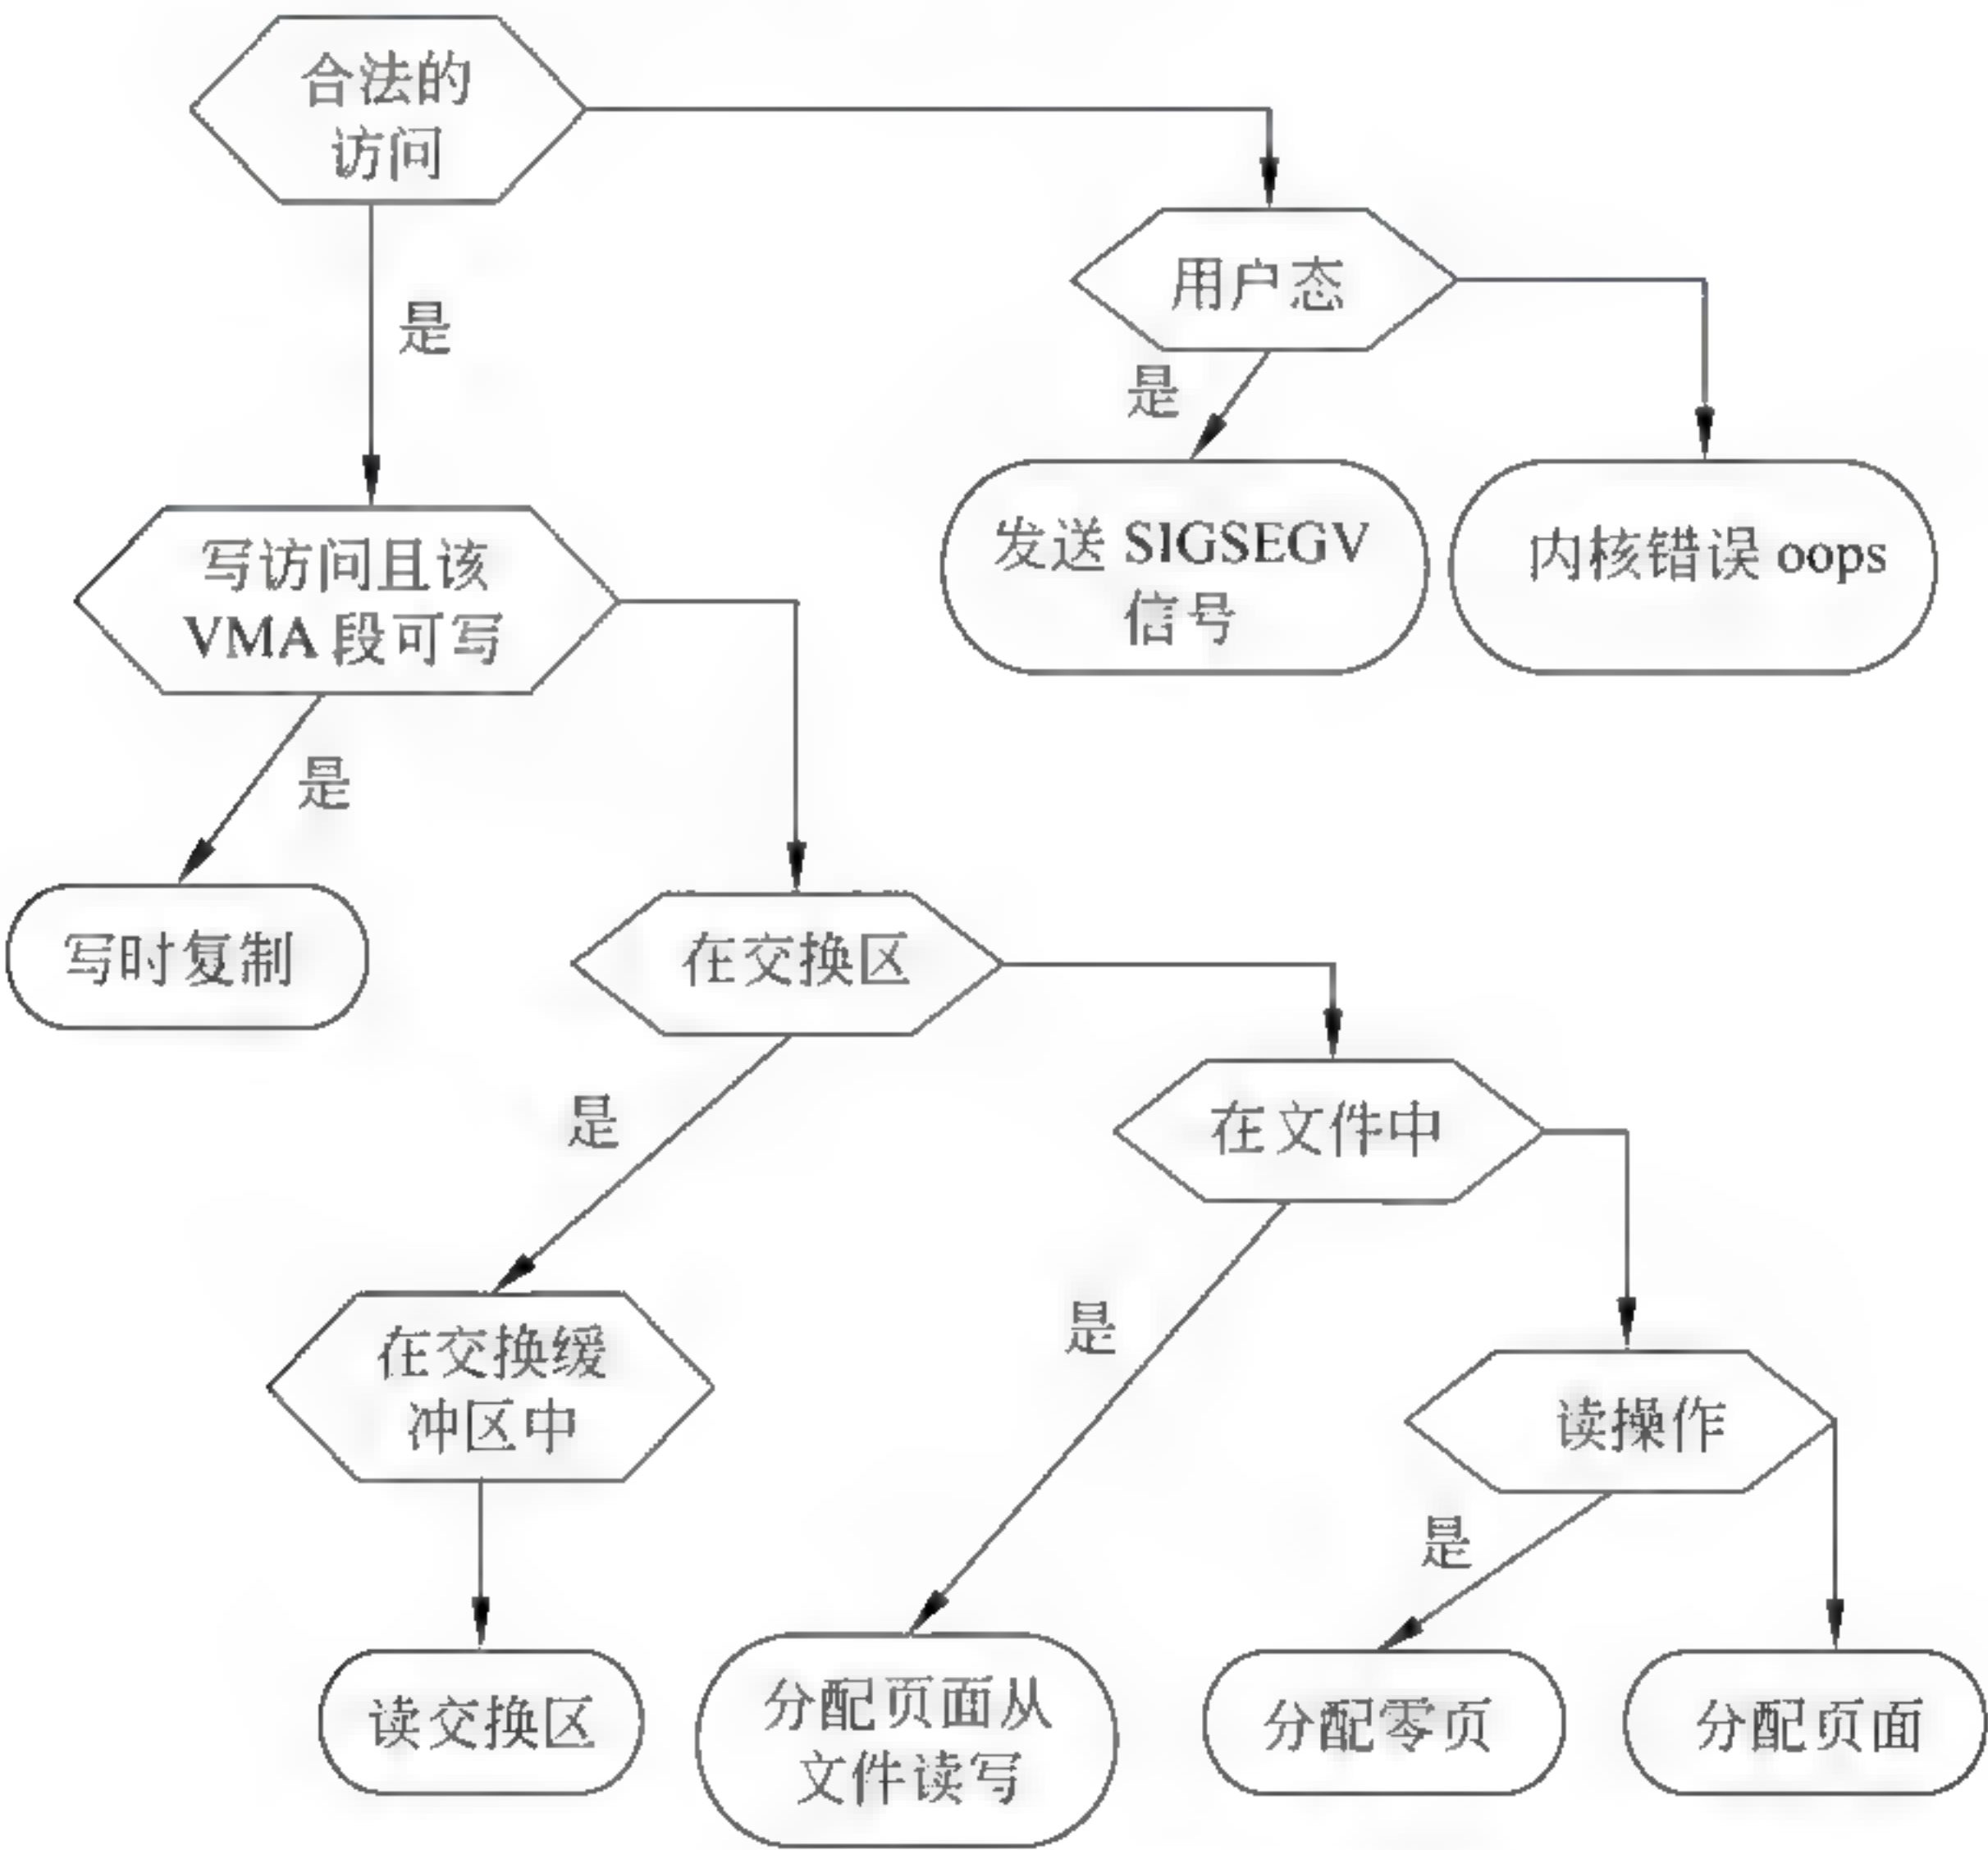 合法的
访问
用户态
是
是
发送 SIGSEGV
信号
内核错误 oops
写访问且该
VMA 段可写
是
写时复制
在交换区
是
在文件中
是
在交换缓
冲区中
读操作
是
读交换区
分配页面从
文件读写
分配零页
分配页面